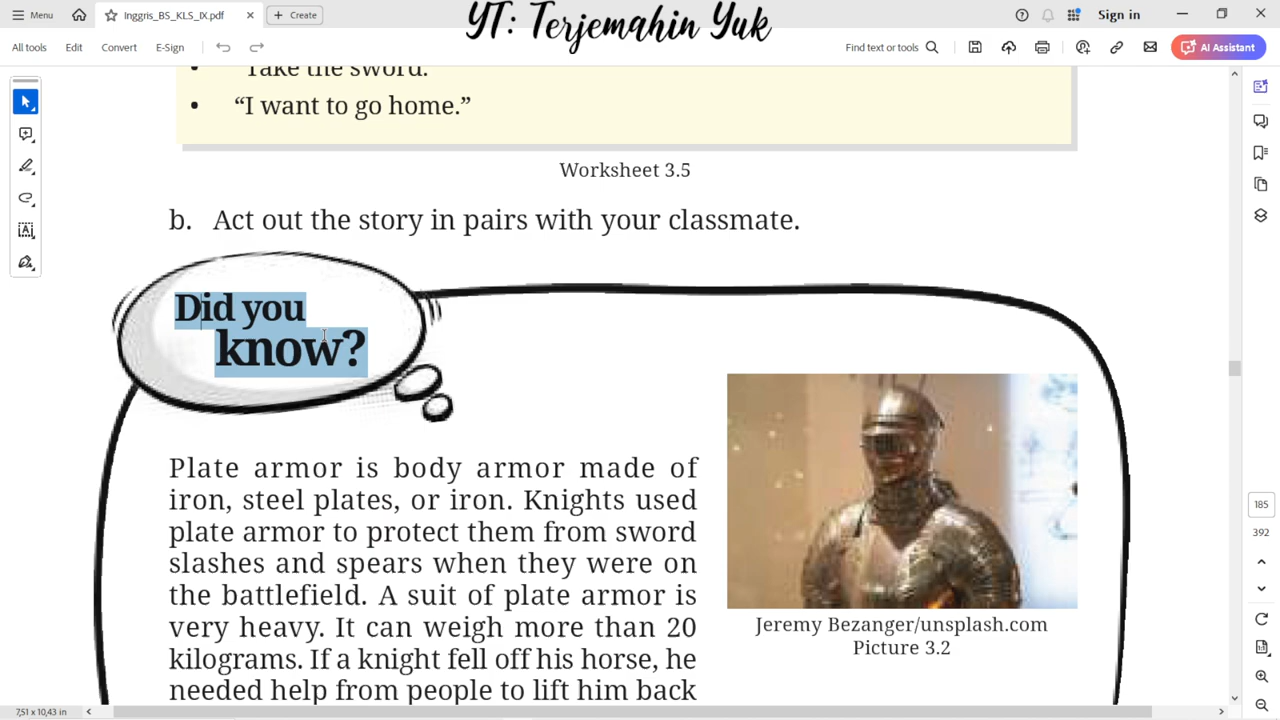 Menu
Inggris_BS_KLS_IX.pdf
Create
YT: Terjemahin Yuk
Sign in
All tools
Edit
Convert
E-Sign
Find text or tools
AI Assistant
• "Take the sword."
• “I want to go home.”
Worksheet 3.5
b. Act out the story in pairs with your classmate.
Did you
know?
Plate armor is body armor made of
iron, steel plates, or iron. Knights used
plate armor to protect them from sword
slashes and spears when they were on
the battlefield. A suit of plate armor is
very heavy. It can weigh more than 20
kilograms. If a knight fell off his horse, he
needed help from people to lift him back
Jeremy Bezanger/unsplash.com
Picture 3.2
185
392
7,51 x 10,43 in